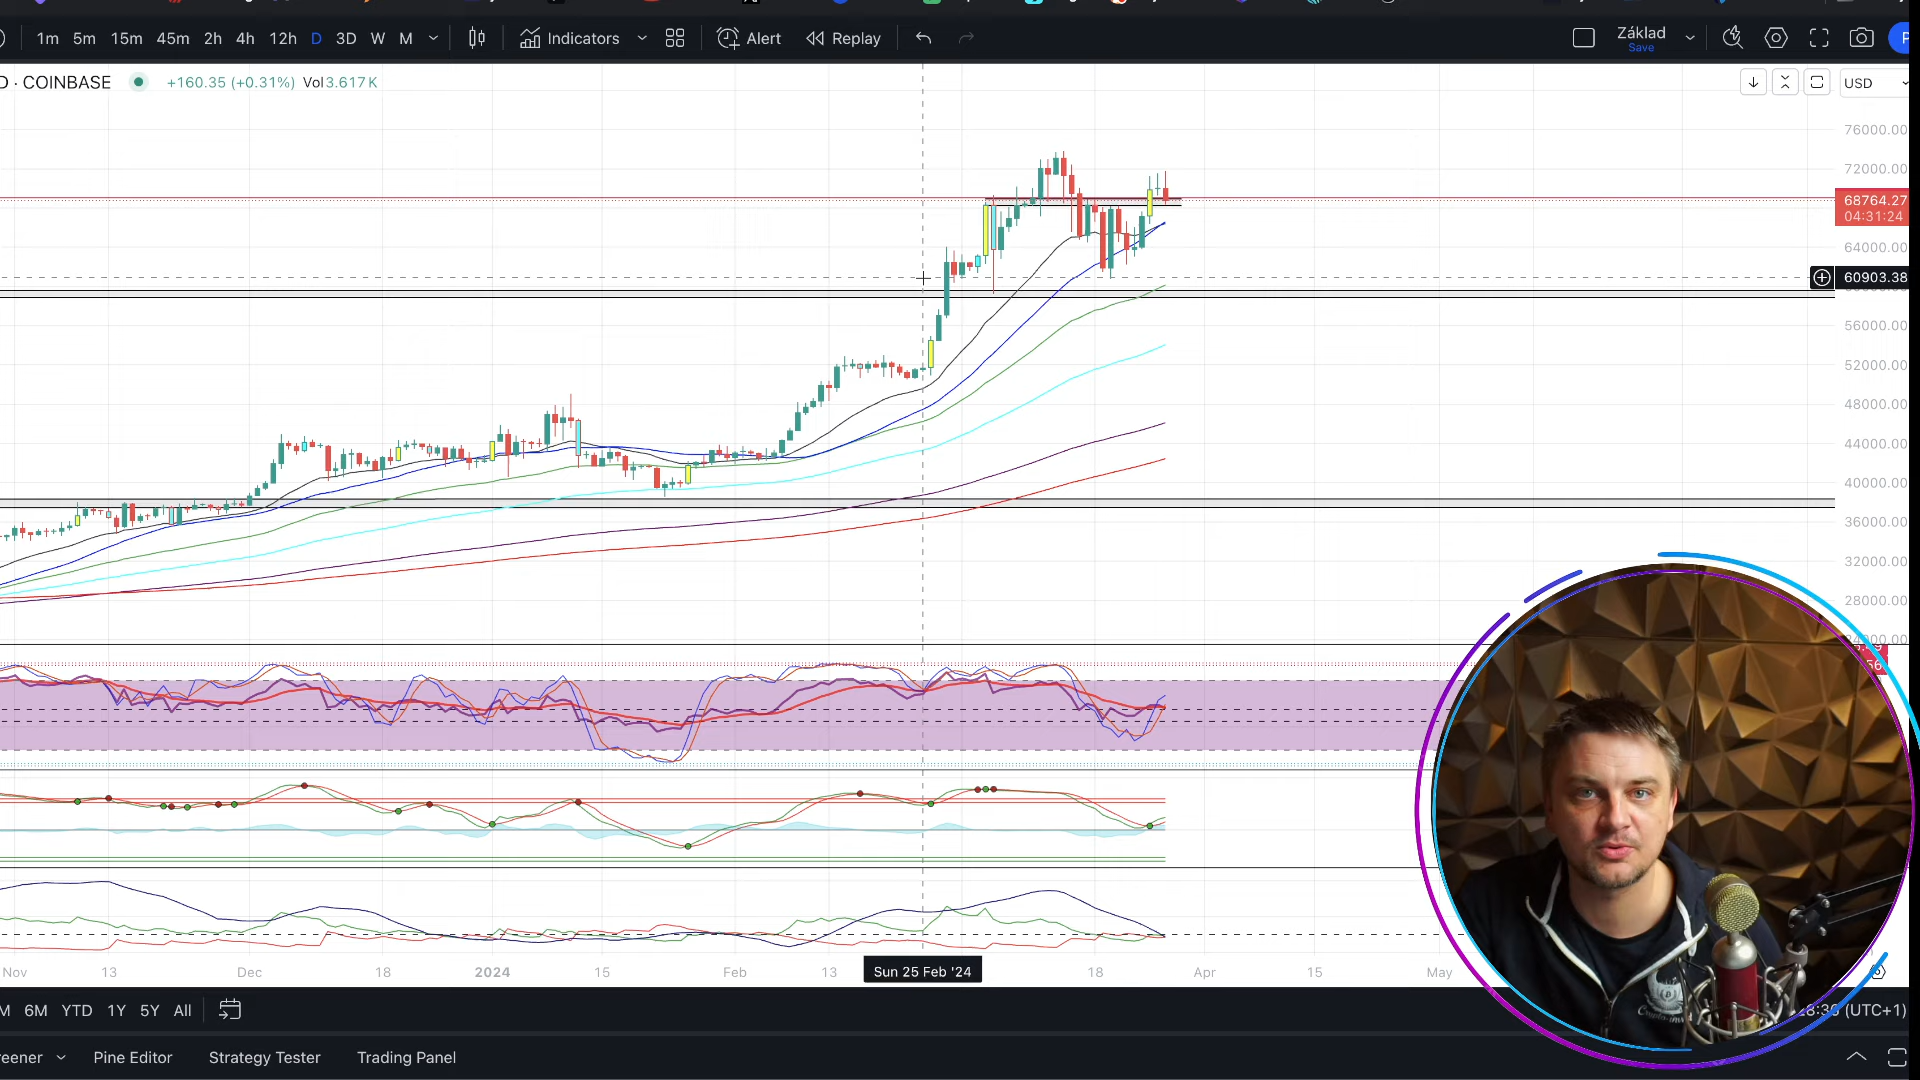 1m 5m 15m 45m 2h 4h 12h D 3D W M Indicators Alert Replay Základ
Save
D · COINBASE +160.35 (+0.31%) Vol 3.617 K USD
76000.00
72000.00
68764.27
04:31:24
64000.00
60903.38
56000.00
52000.00
48000.00
44000.00
40000.00
36000.00
32000.00
28000.00
24000.00
Nov 13 Dec 18 2024 15 Feb 13 Sun 25 Feb '24 18 Apr 15 May
M 6M YTD 1Y 5Y All (UTC+1)
eener Pine Editor Strategy Tester Trading Panel